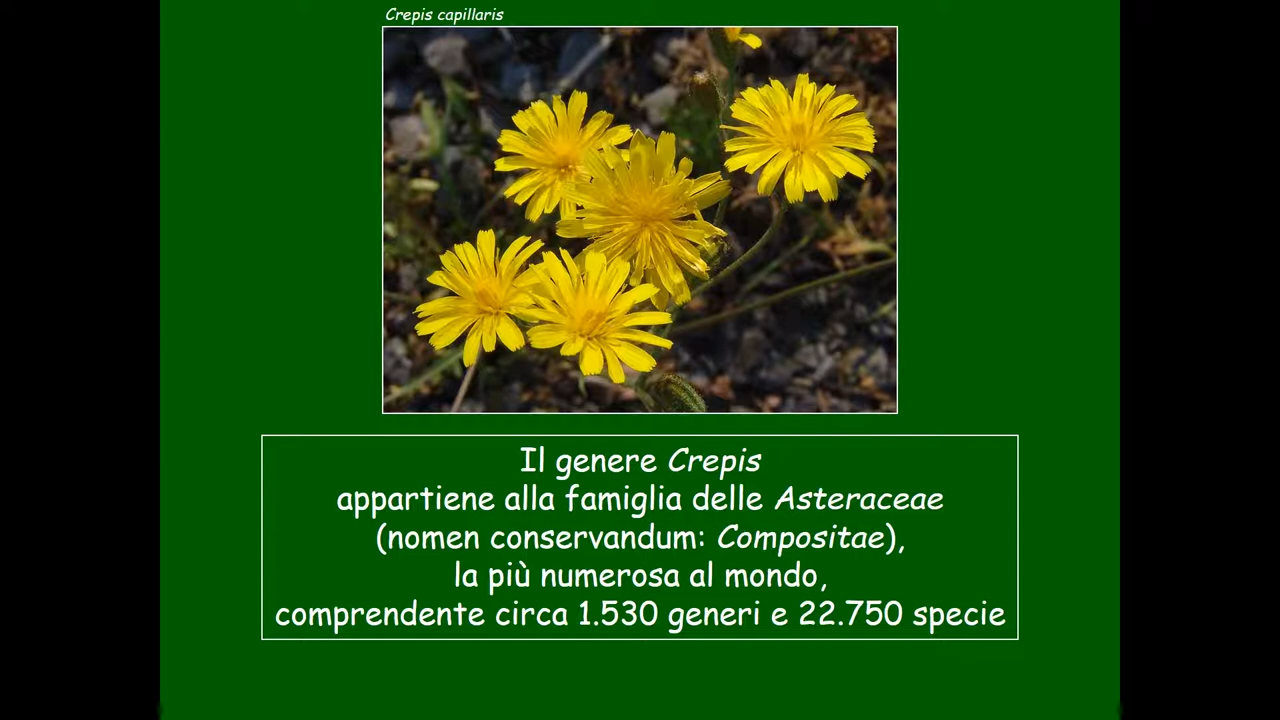 Crepis capillaris
Il genere Crepis
appartiene alla famiglia delle Asteraceae
(nomen conservandum: Compositae),
la più numerosa al mondo,
comprendente circa 1.530 generi e 22.750 specie